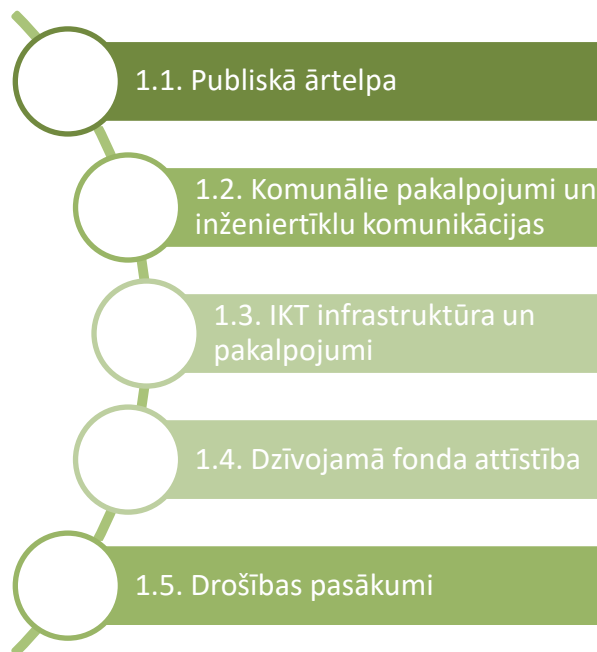 1.1. Publiskā ārtelpa
1.2. Komunālie pakalpojumi un
inženiertīklu komunikācijas
1.3. IKT infrastruktūra un
pakalpojumi
1.4. Dzīvojamā fonda attīstība
1.5. Drošības pasākumi